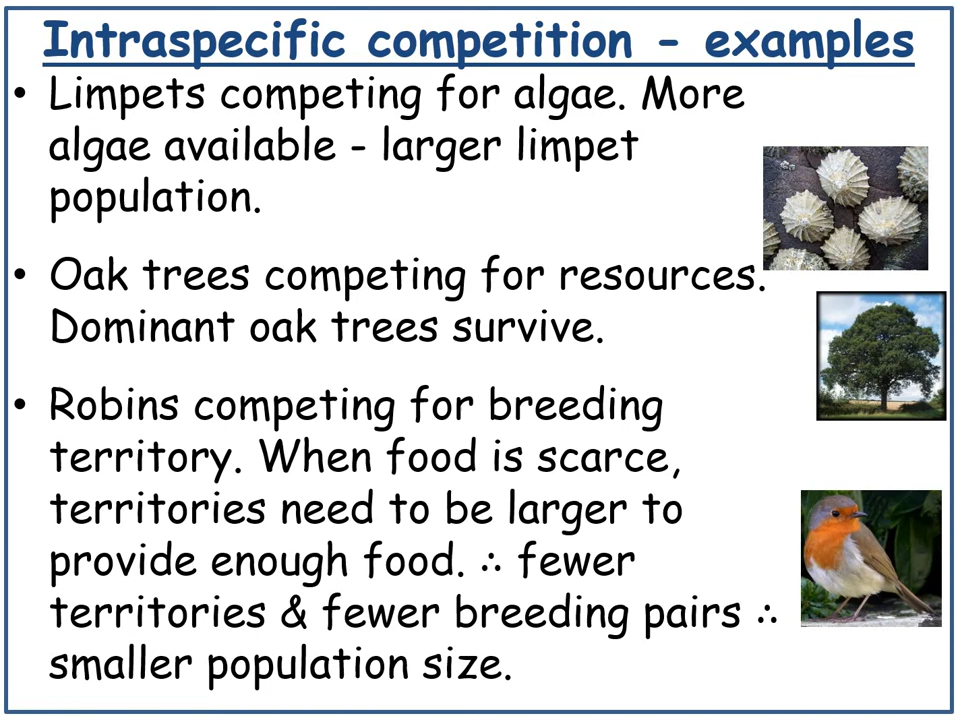 Intraspecific competition - examples
• Limpets competing for algae. More
algae available - larger limpet
population.
• Oak trees competing for resources.
Dominant oak trees survive.
• Robins competing for breeding
territory. When food is scarce,
territories need to be larger to
provide enough food. ∴ fewer
territories & fewer breeding pairs ∴
smaller population size.